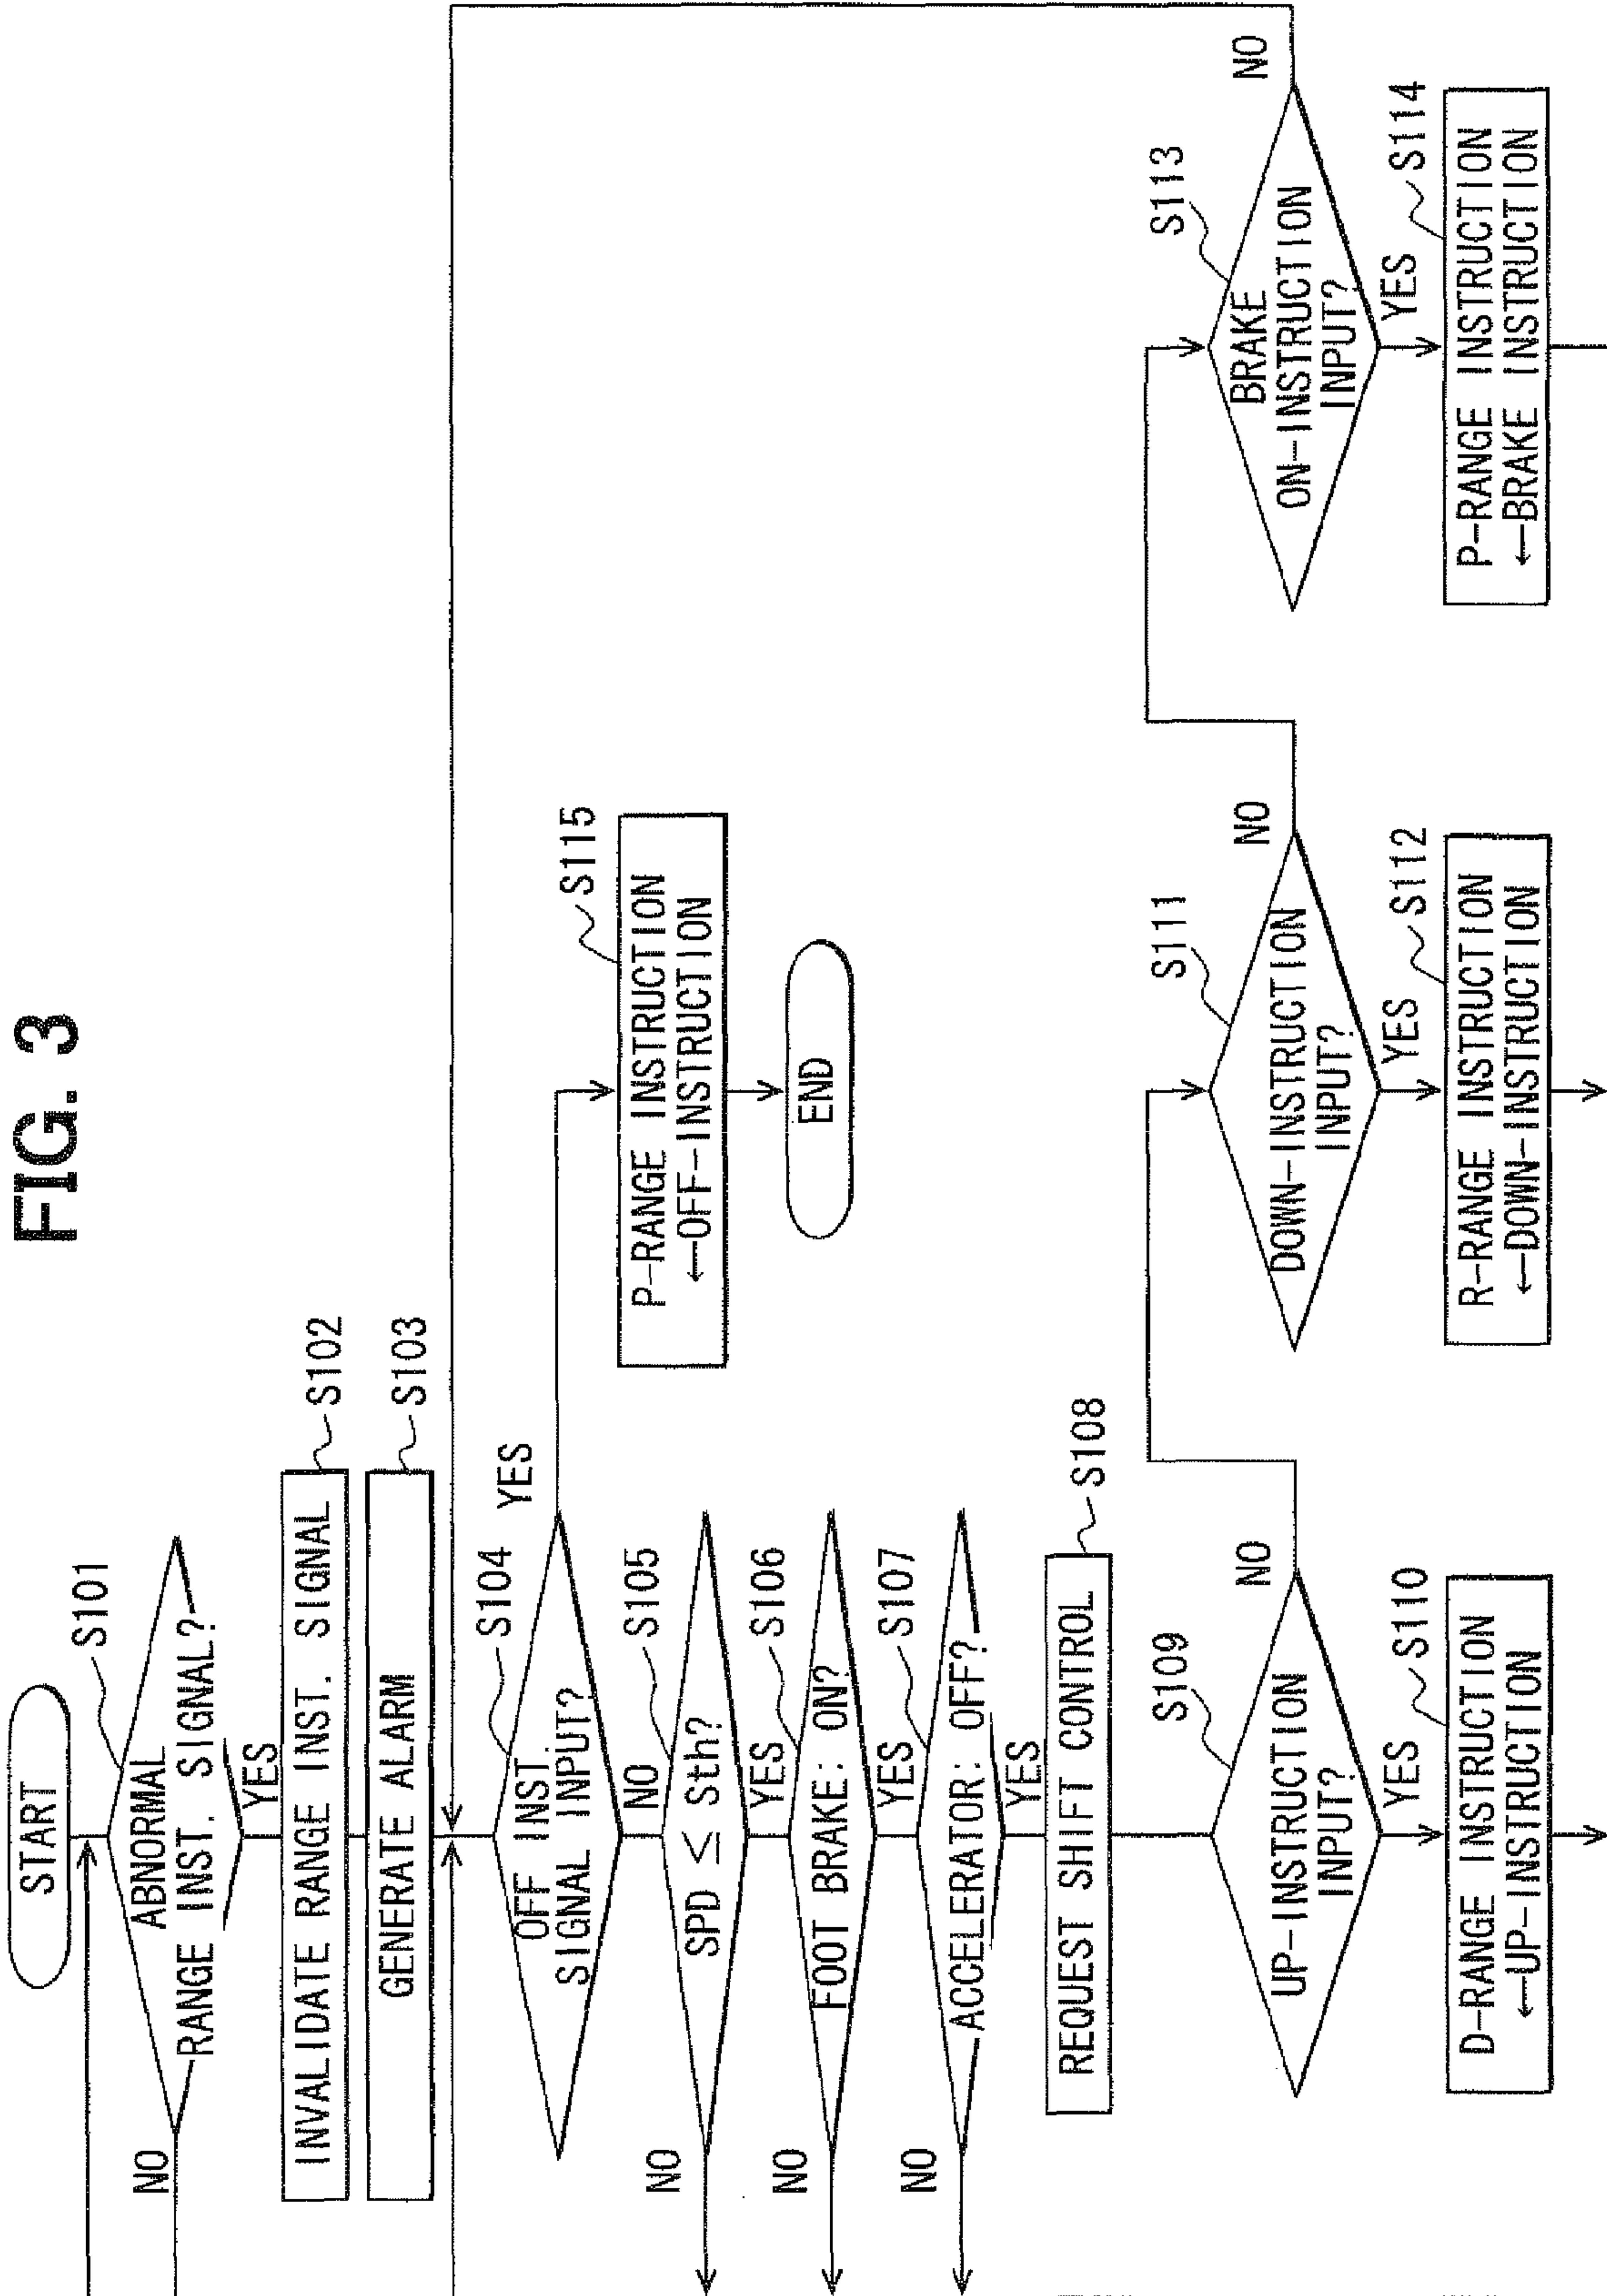 FIG. 3
START
S101
ABNORMAL
RANGE INST. SIGNAL?
NO
YES
INVALIDATE RANGE INST. SIGNAL
S102
GENERATE ALARM
S103
S104
OFF INST.
SIGNAL INPUT?
YES
NO
S115
P-RANGE INSTRUCTION
←OFF-INSTRUCTION
END
S105
SPD ≤ Sth?
NO
YES
S106
FOOT BRAKE: ON?
NO
YES
S107
ACCELERATOR: OFF?
NO
YES
REQUEST SHIFT CONTROL
S108
S109
UP-INSTRUCTION
INPUT?
NO
YES
S110
D-RANGE INSTRUCTION
←UP-INSTRUCTION
S111
DOWN-INSTRUCTION
INPUT?
NO
YES
S112
R-RANGE INSTRUCTION
←DOWN-INSTRUCTION
S113
BRAKE
ON-INSTRUCTION
INPUT?
NO
YES
S114
P-RANGE INSTRUCTION
←BRAKE INSTRUCTION